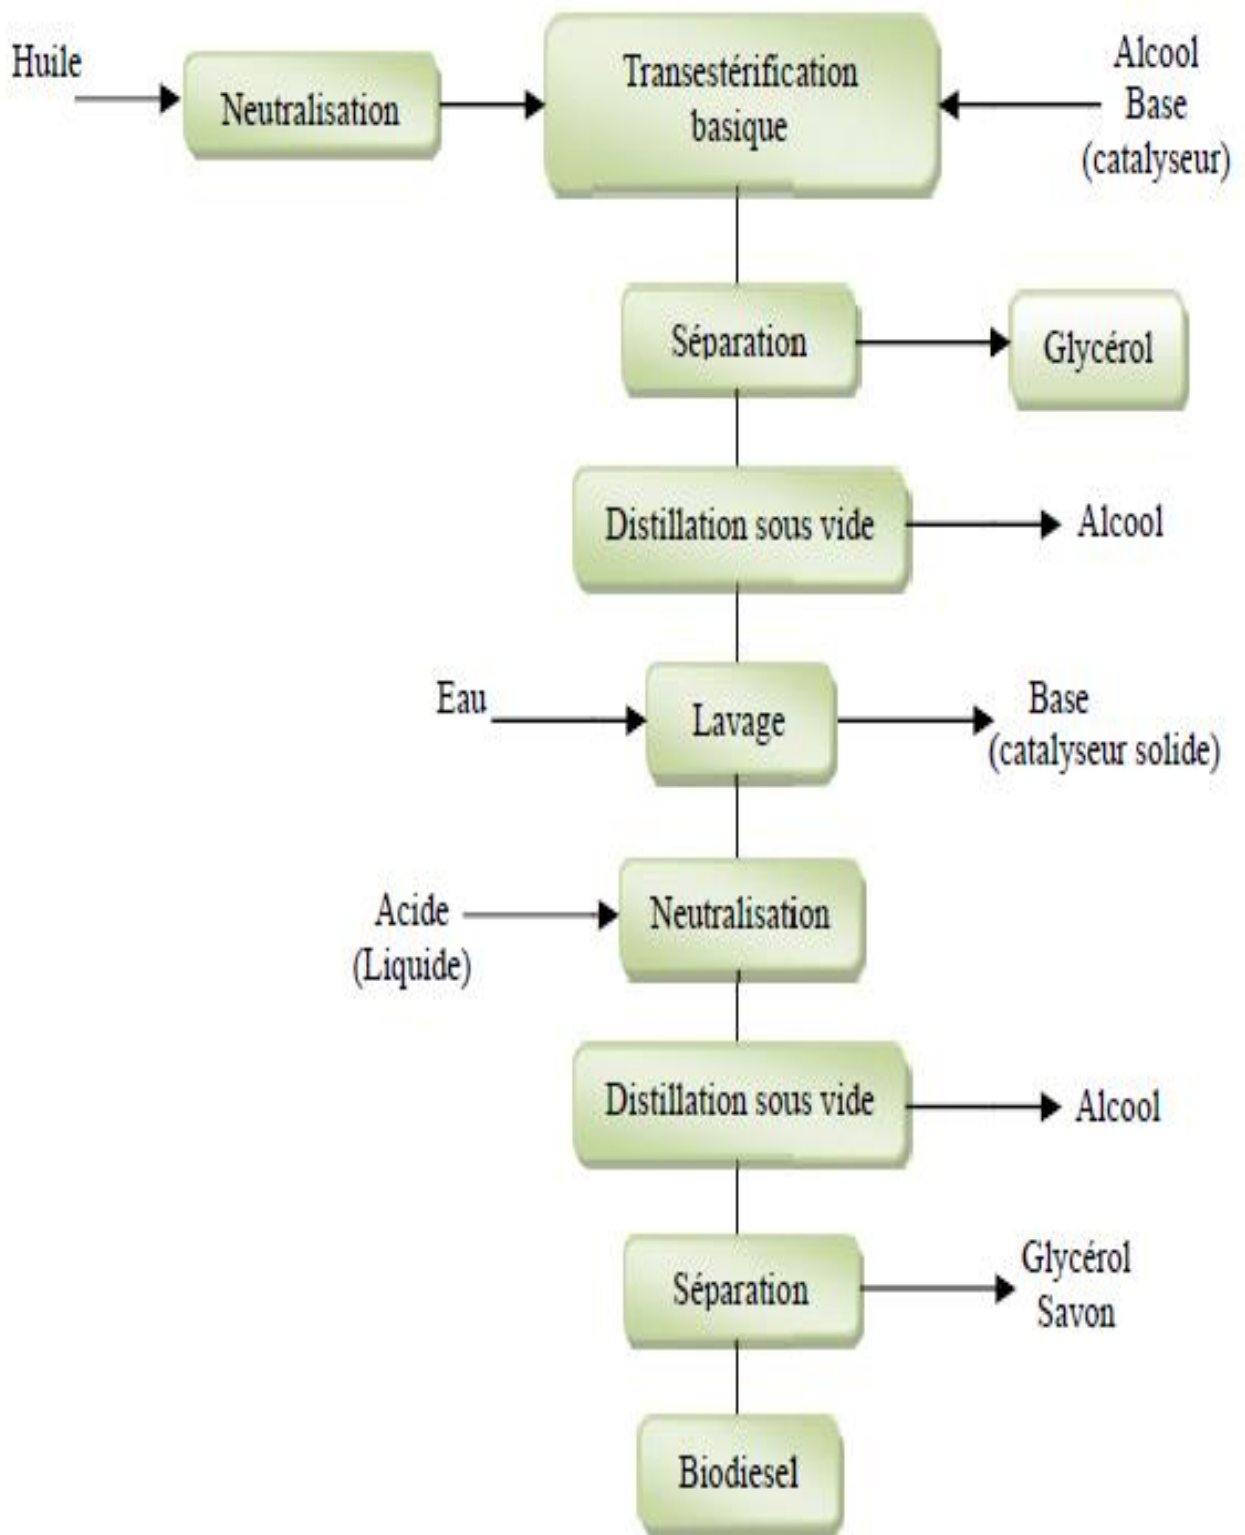 Huile
Neutralisation
Transestérification
basique
Alcool
Base
(catalyseur)
Séparation
Glycérol
Distillation sous vide
Alcool
Eau
Lavage
Base
(catalyseur solide)
Acide
(Liquide)
Neutralisation
Distillation sous vide
Alcool
Séparation
Glycérol
Savon
Biodiesel